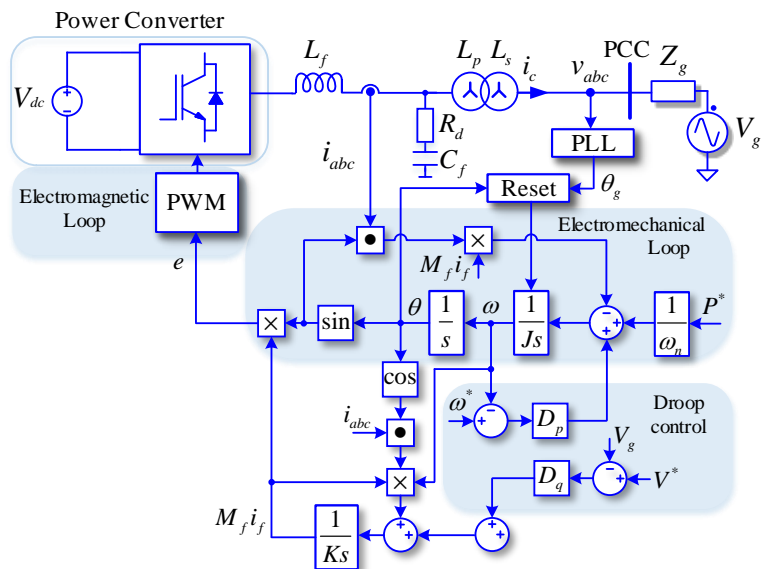 Power Converter
V_dc
L_f
L_p L_s
i_c
v_abc
PCC
Z_g
R_d
C_f
V_g
i_abc
PLL
θ_g
Reset
Electromagnetic
Loop
PWM
Electromechanical
Loop
e
M_f i_f
×
×
sin
θ
1/s
ω
1/Js
1/ω_n
P*
cos
ω*
D_p
Droop
control
i_abc
V_g
×
D_q
V*
M_f i_f
1/Ks